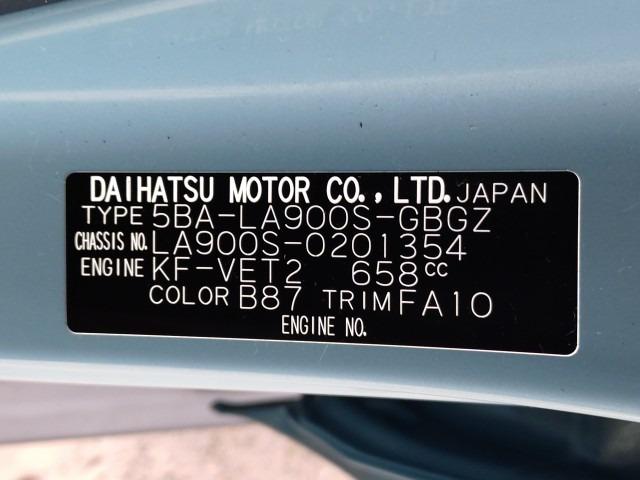 DAIHATSU MOTOR CO., LTD. JAPAN
TYPE 5BA-LA900S-GBGZ
CHASSIS NO. LA900S-0201354
ENGINE KF-VET2 658cc
COLOR B87 TRIM FA10
ENGINE NO.